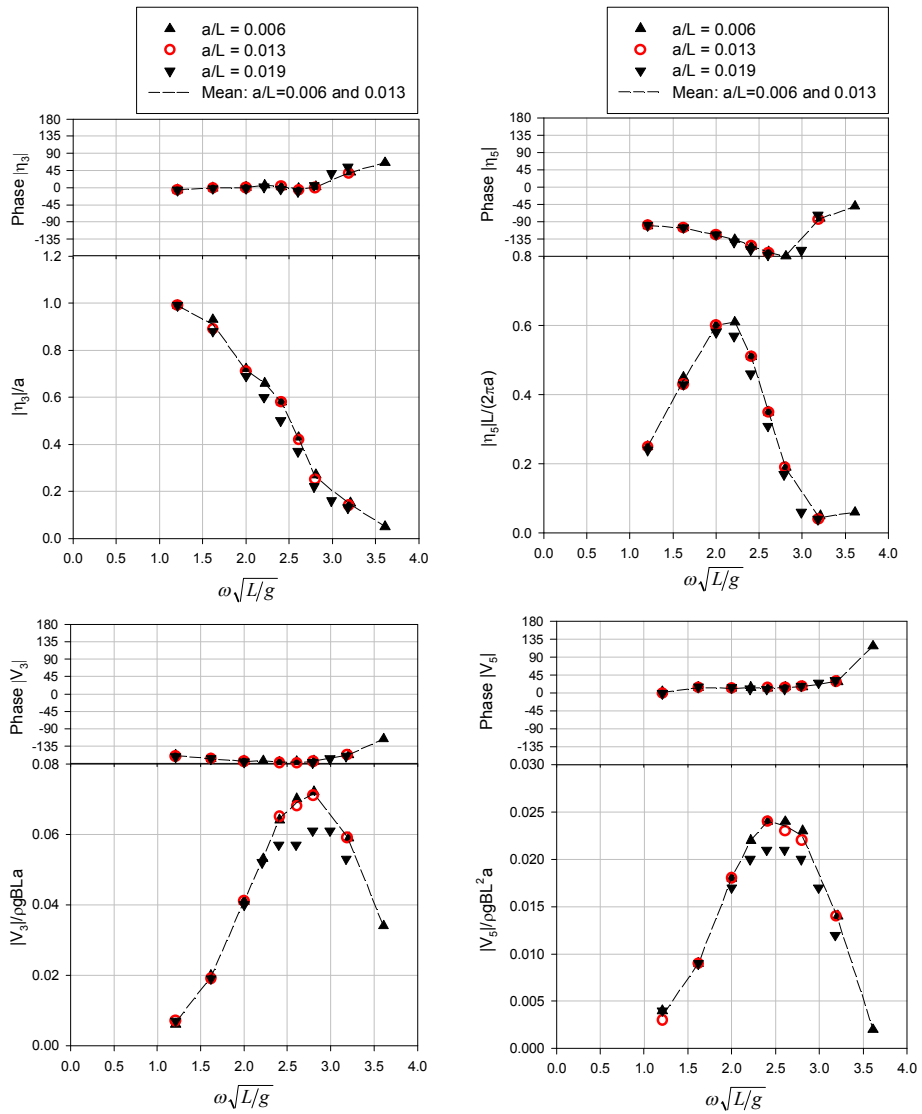 a/L = 0.006
a/L = 0.013
a/L = 0.019
Mean: a/L=0.006 and 0.013
180
135
90
45
0
-45
-90
-135
Phase |η₃|
1.2
1.0
0.8
0.6
0.4
0.2
0.0
|η₃|/a
0.0 0.5 1.0 1.5 2.0 2.5 3.0 3.5 4.0
ω√L/g
a/L = 0.006
a/L = 0.013
a/L = 0.019
Mean: a/L=0.006 and 0.013
180
135
90
45
0
-45
-90
-135
Phase |η₅|
0.8
0.6
0.4
0.2
0.0
|η₅|L/(2πa)
0.0 0.5 1.0 1.5 2.0 2.5 3.0 3.5 4.0
ω√L/g
180
135
90
45
0
-45
-90
-135
Phase |V₃|
0.08
0.06
0.04
0.02
0.00
|V₃|/ρgBLa
0.0 0.5 1.0 1.5 2.0 2.5 3.0 3.5 4.0
ω√L/g
180
135
90
45
0
-45
-90
-135
Phase |V₅|
0.030
0.025
0.020
0.015
0.010
0.005
0.000
|V₅|/ρgBL²a
0.0 0.5 1.0 1.5 2.0 2.5 3.0 3.5 4.0
ω√L/g